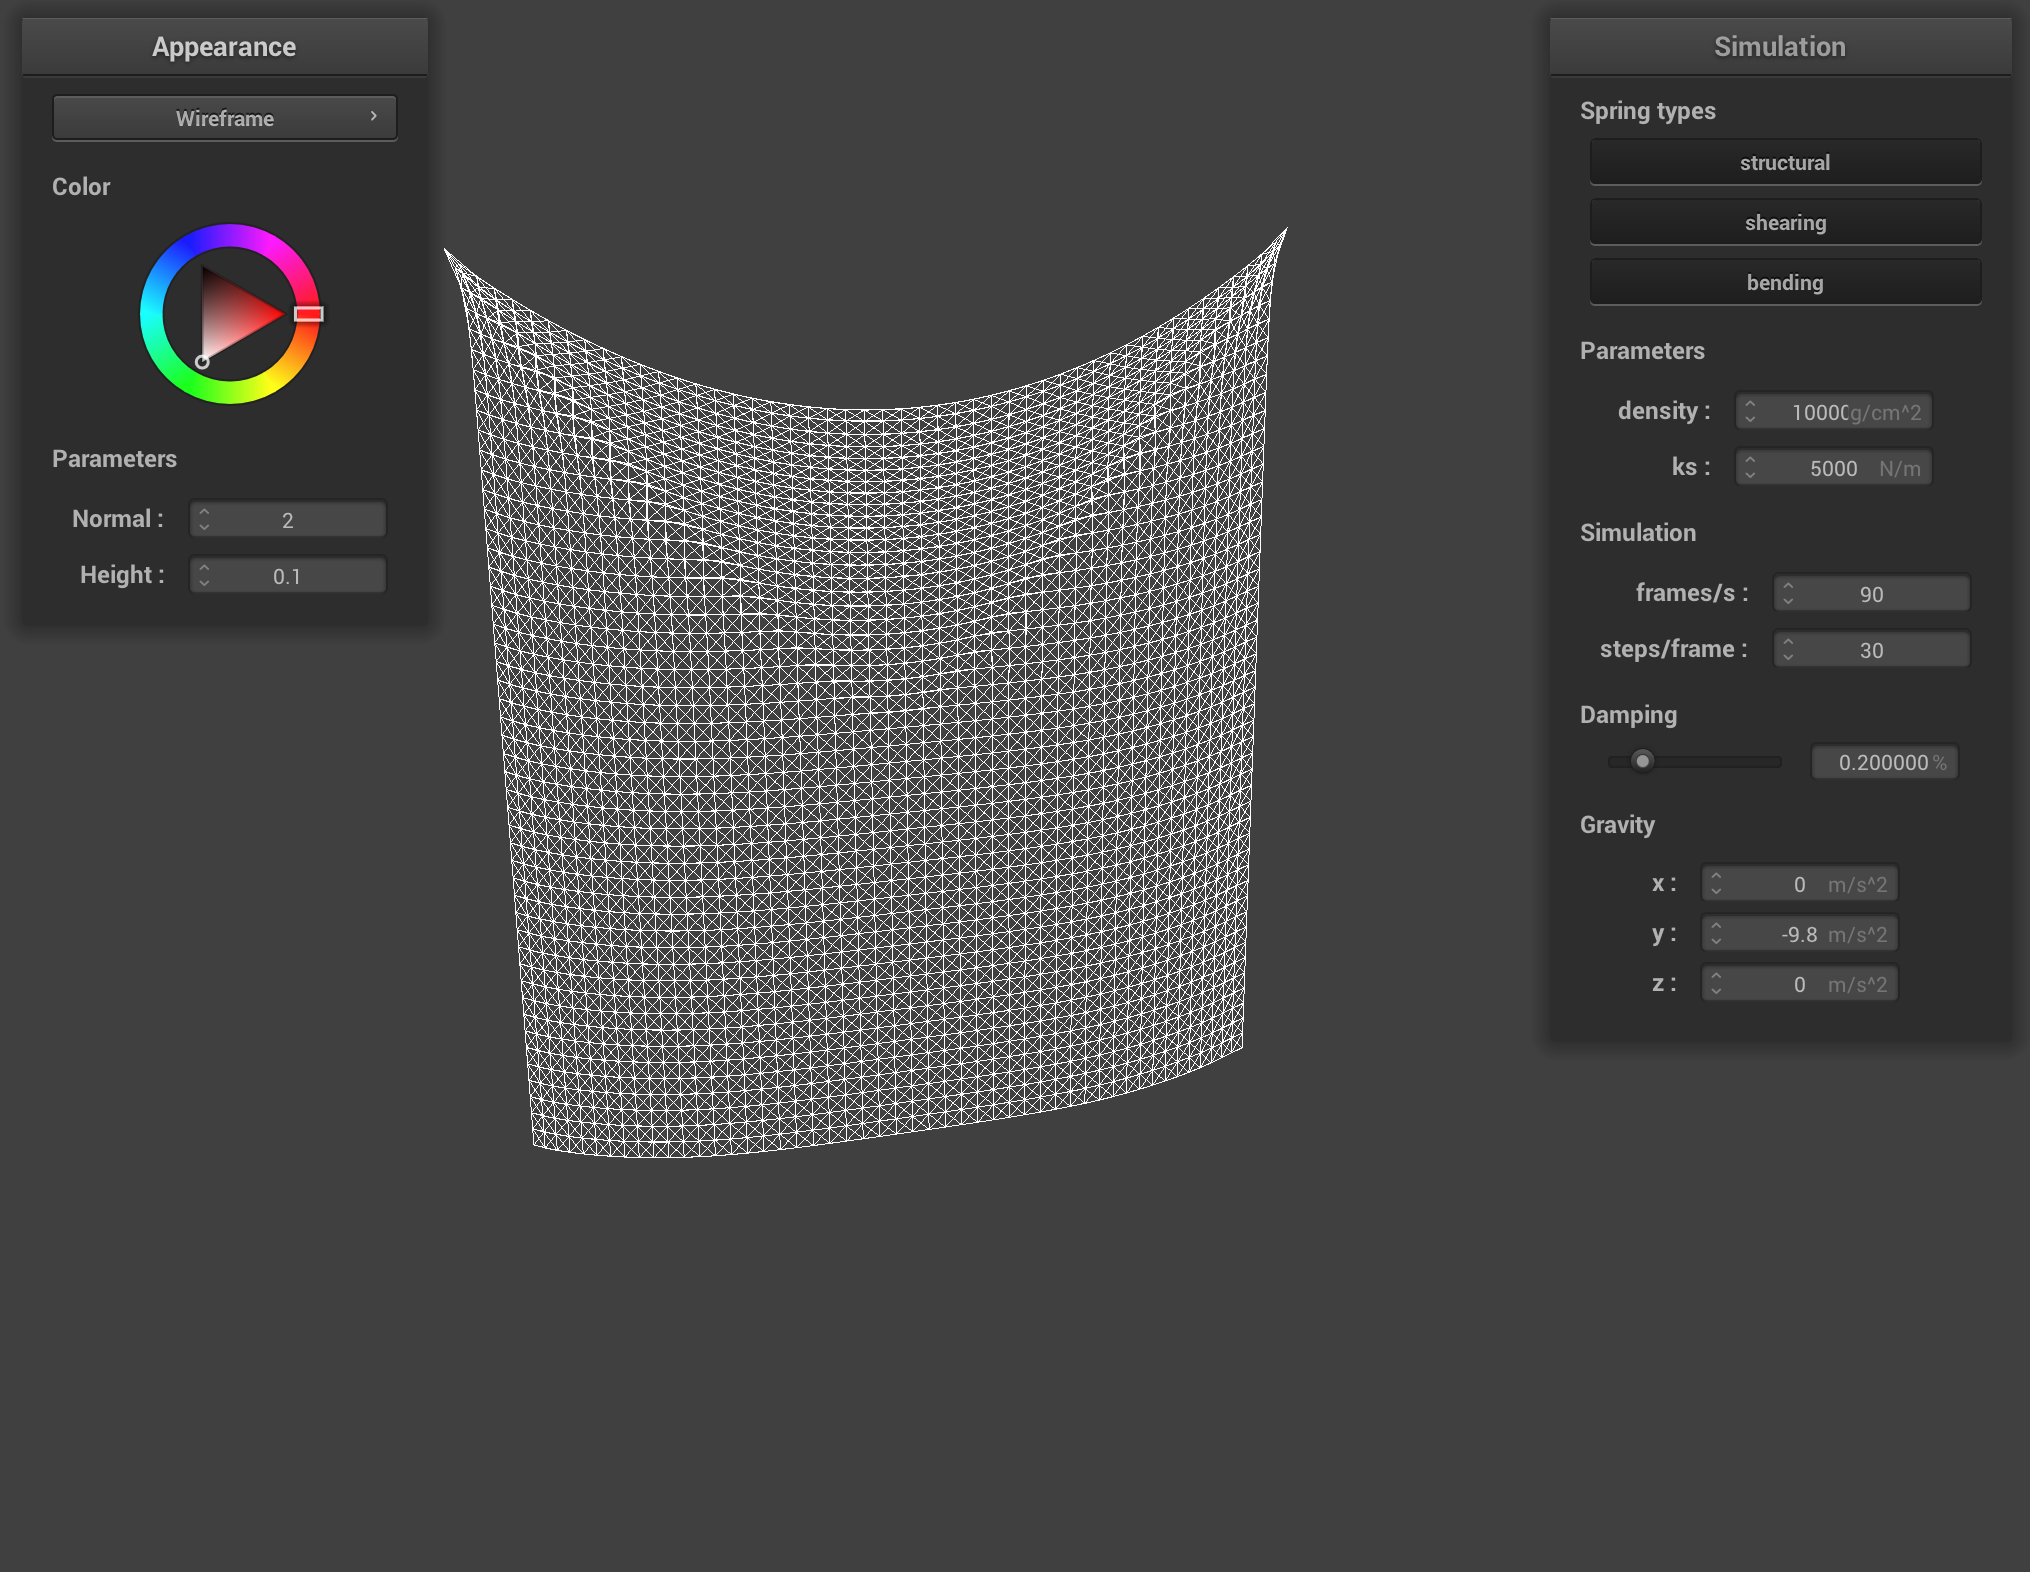 Appearance
Wireframe
Color
Parameters
Normal : 2
Height : 0.1
Simulation
Spring types
structural
shearing
bending
Parameters
density : 10000 g/cm^2
ks : 5000 N/m
Simulation
frames/s : 90
steps/frame : 30
Damping
0.200000 %
Gravity
x : 0 m/s^2
y : -9.8 m/s^2
z : 0 m/s^2